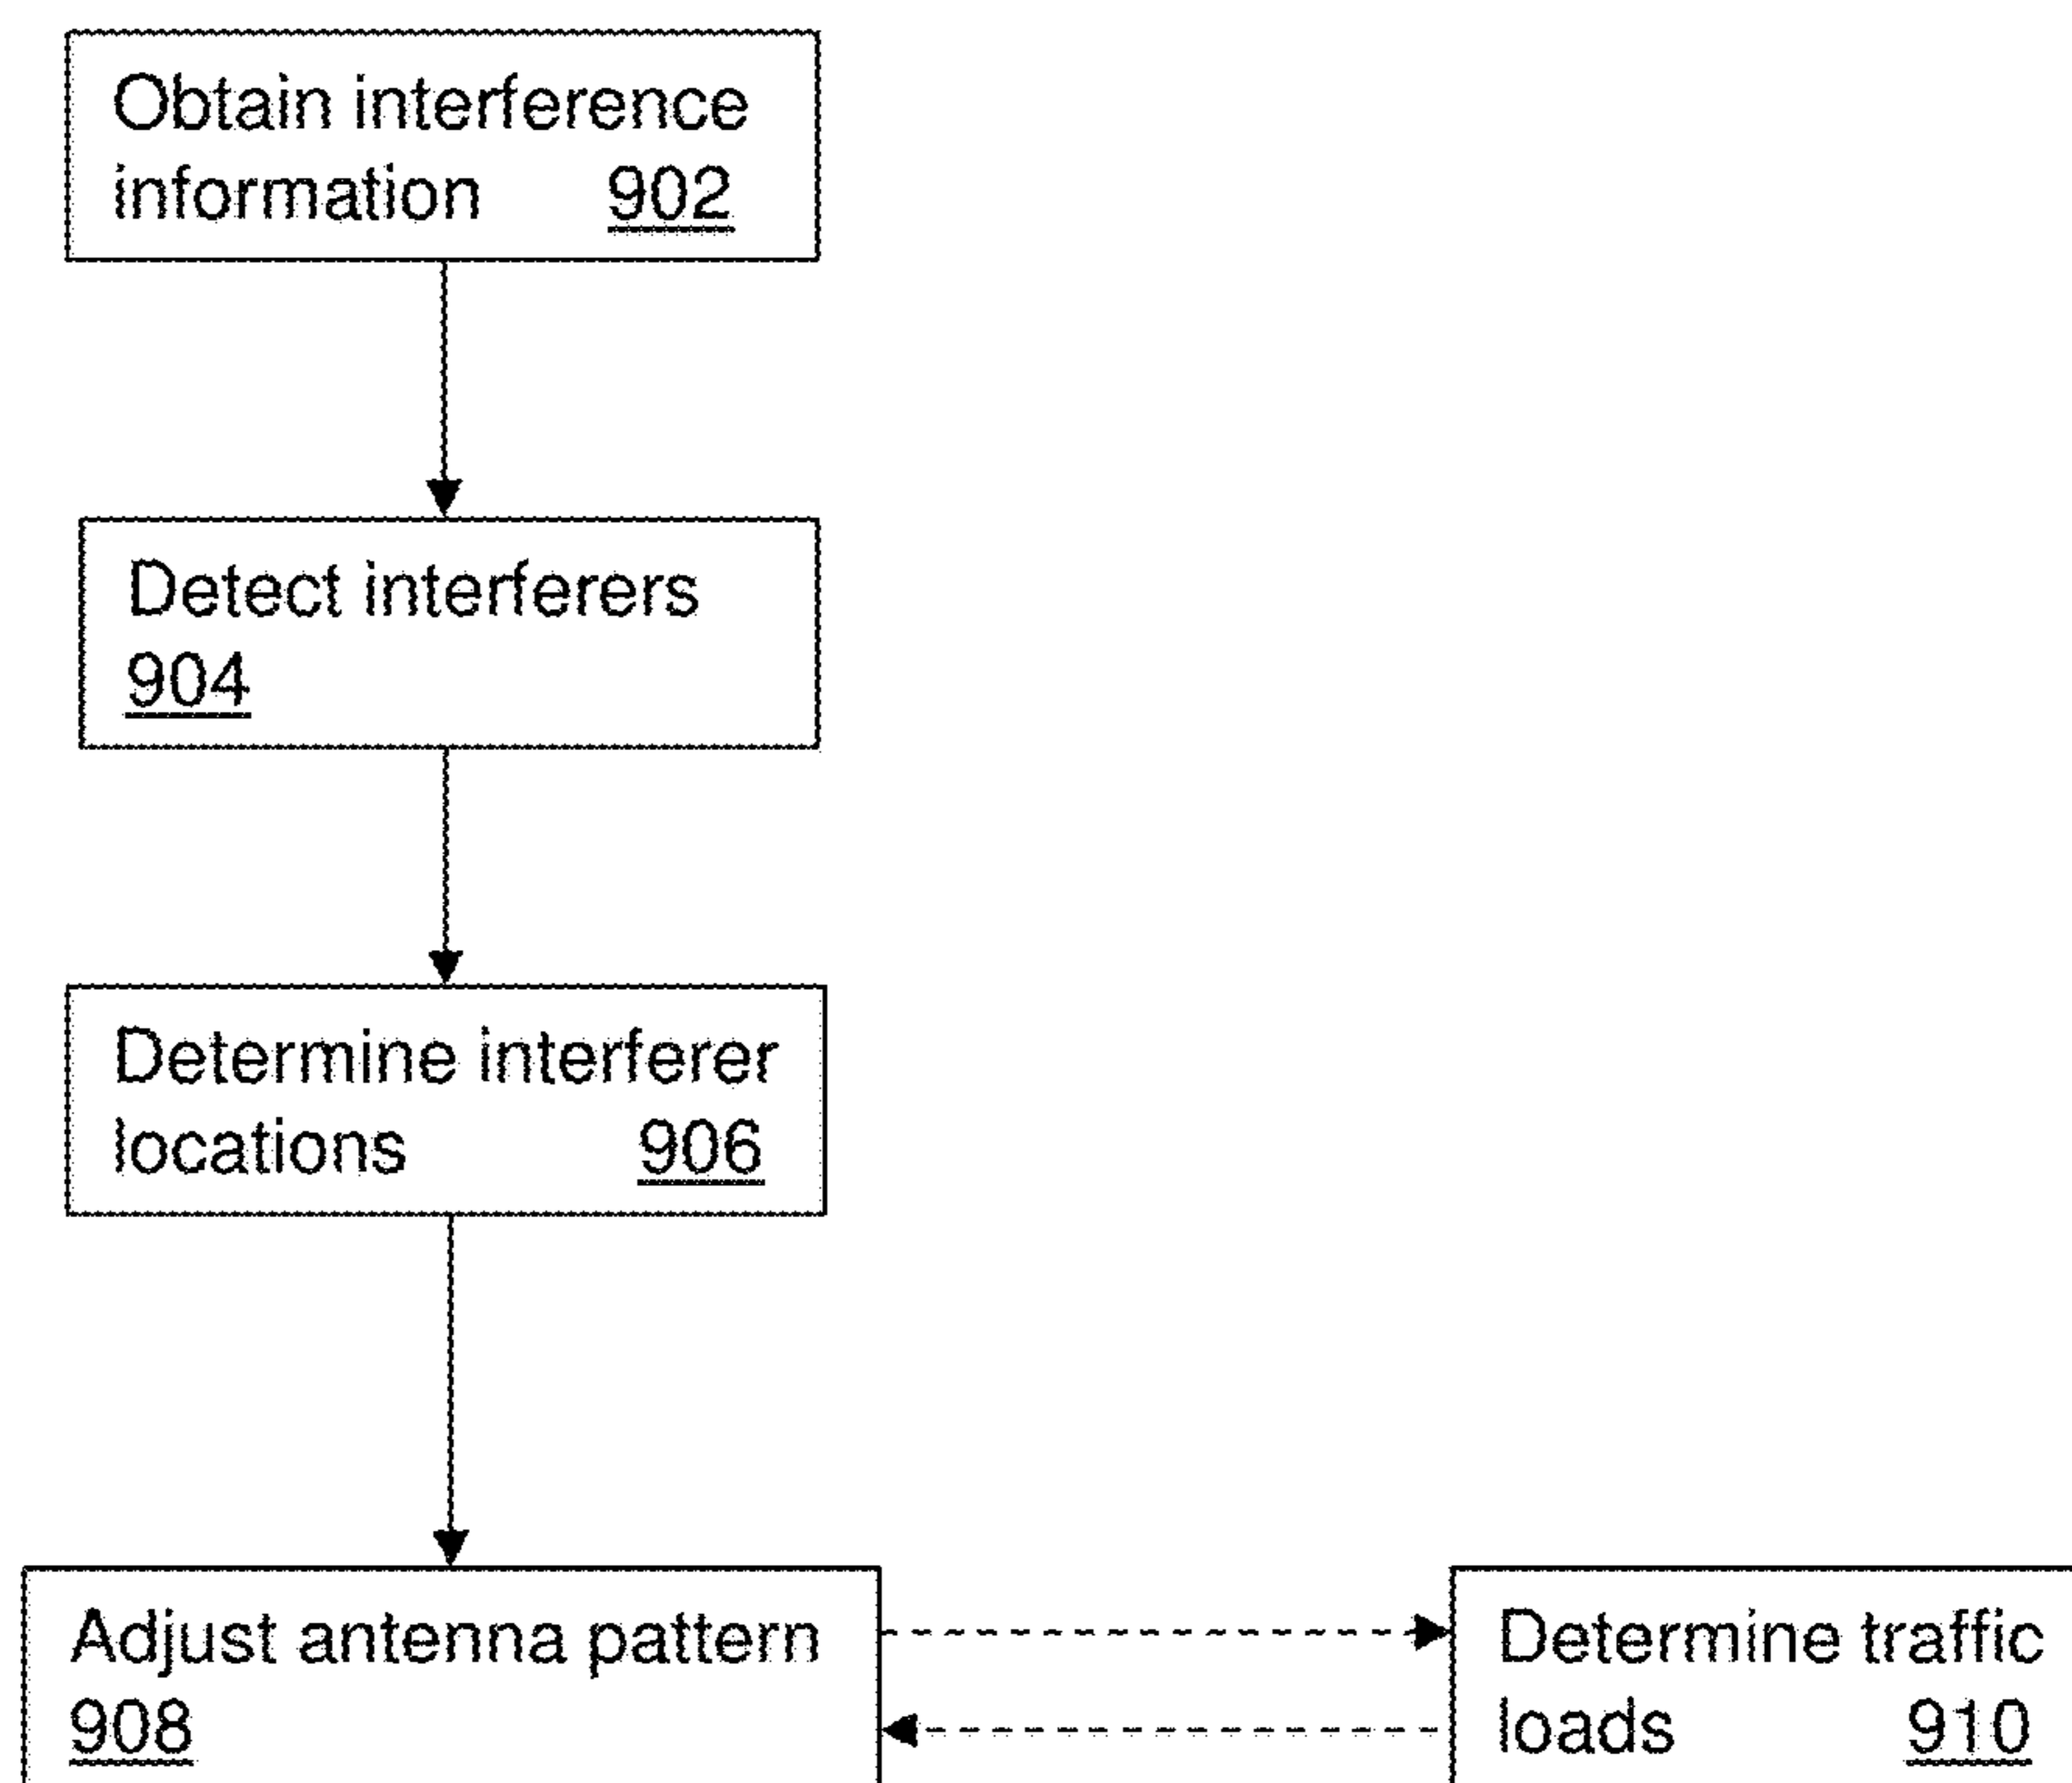 Obtain interference
information 902
Detect interferers
904
Determine interferer
locations 906
Adjust antenna pattern
908
Determine traffic
loads 910